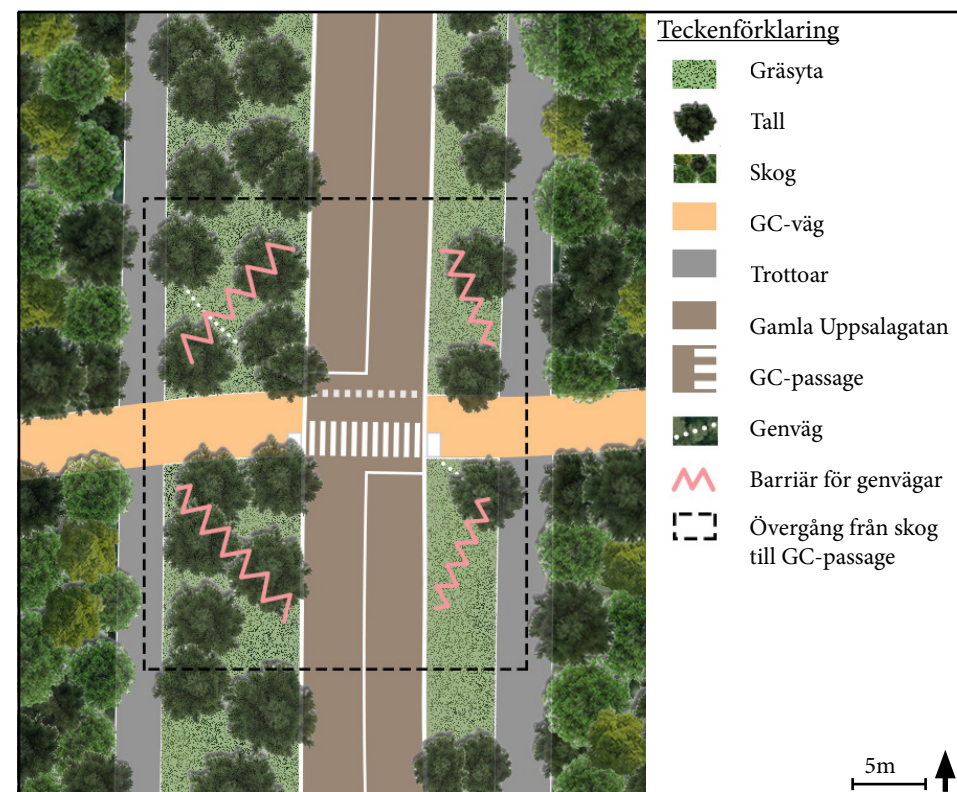 Teckenförklaring
Gräsyta
Tall
Skog
GC-väg
Trottoar
Gamla Uppsalagatan
GC-passage
Genväg
Barriär för genvägar
Övergång från skog
till GC-passage
5m